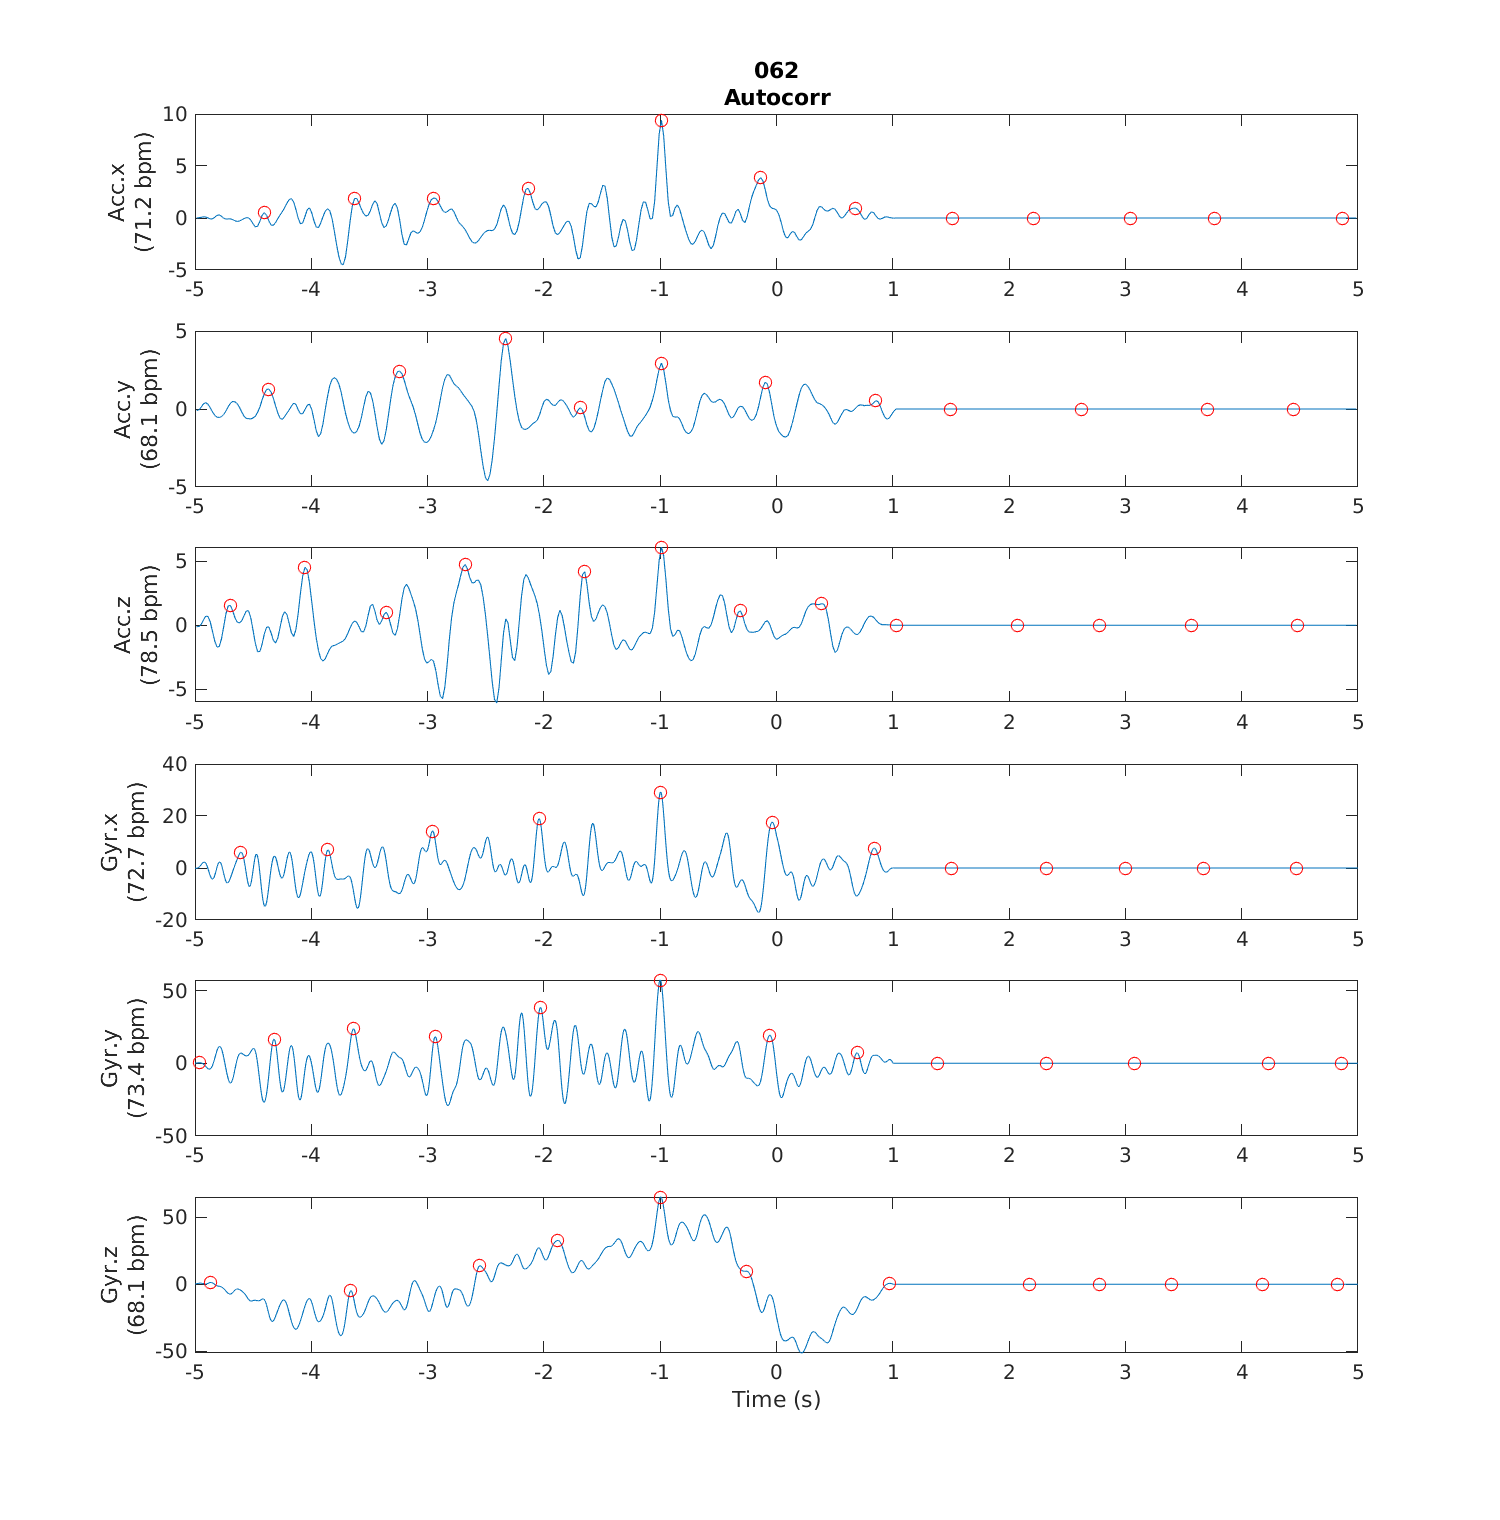 062
Autocorr
Acc.x
(71.2 bpm)
10
5
0
-5
-5 -4 -3 -2 -1 0 1 2 3 4 5
Acc.y
(68.1 bpm)
5
0
-5
-5 -4 -3 -2 -1 0 1 2 3 4 5
Acc.z
(78.5 bpm)
5
0
-5
-5 -4 -3 -2 -1 0 1 2 3 4 5
Gyr.x
(72.7 bpm)
40
20
0
-20
-5 -4 -3 -2 -1 0 1 2 3 4 5
Gyr.y
(73.4 bpm)
50
0
-50
-5 -4 -3 -2 -1 0 1 2 3 4 5
Gyr.z
(68.1 bpm)
50
0
-50
-5 -4 -3 -2 -1 0 1 2 3 4 5
Time (s)